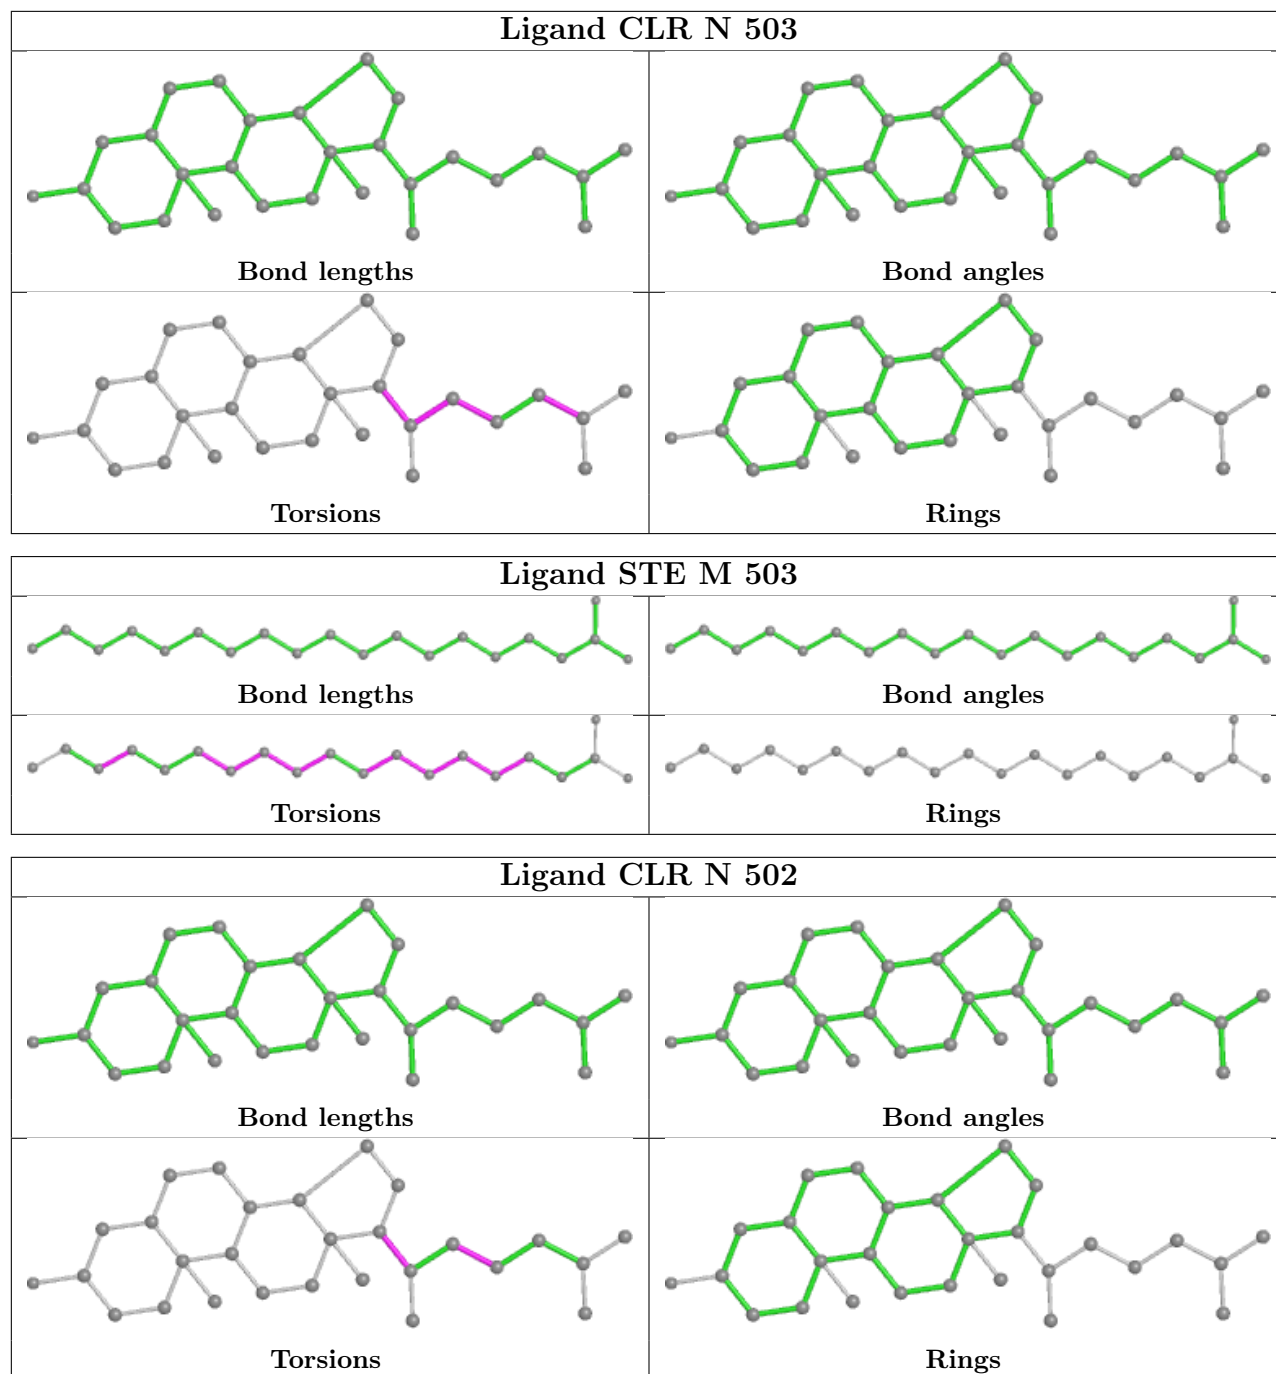 Ligand CLR N 503
Bond lengths
Bond angles
Torsions
Rings
Ligand STE M 503
Bond lengths
Bond angles
Torsions
Rings
Ligand CLR N 502
Bond lengths
Bond angles
Torsions
Rings